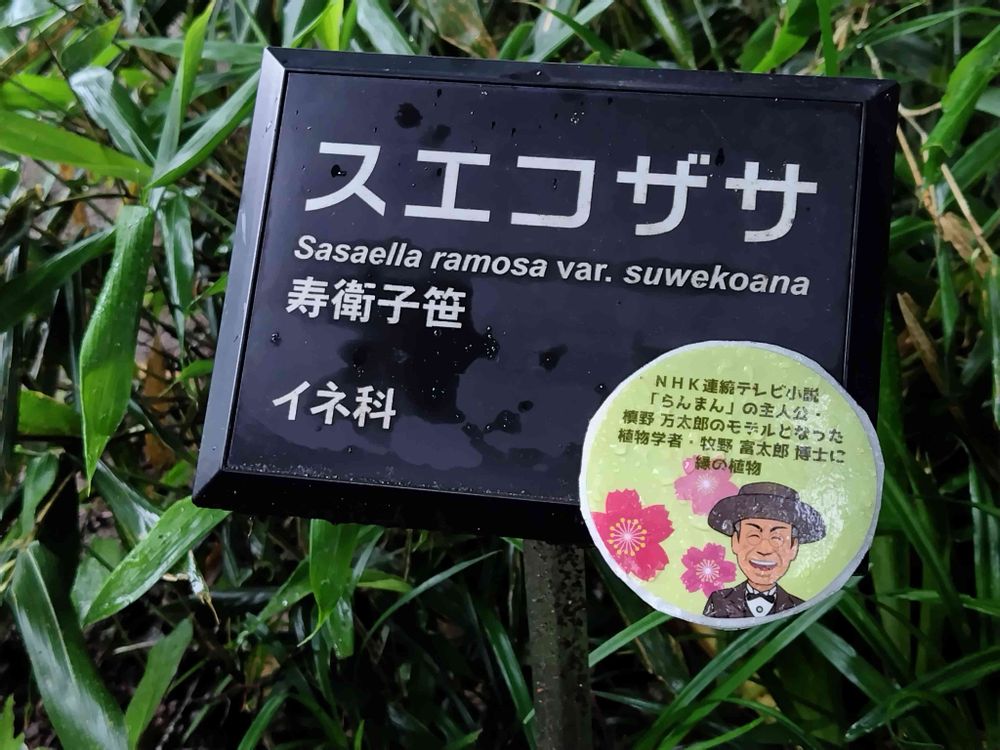 スエコザサ
Sasaella ramosa var. suwekoana
寿衛子笹
イネ科
NHK連続テレビ小説
「らんまん」の主人公・
槙野 万太郎のモデルとなった
植物学者・牧野 富太郎 博士に
縁の植物